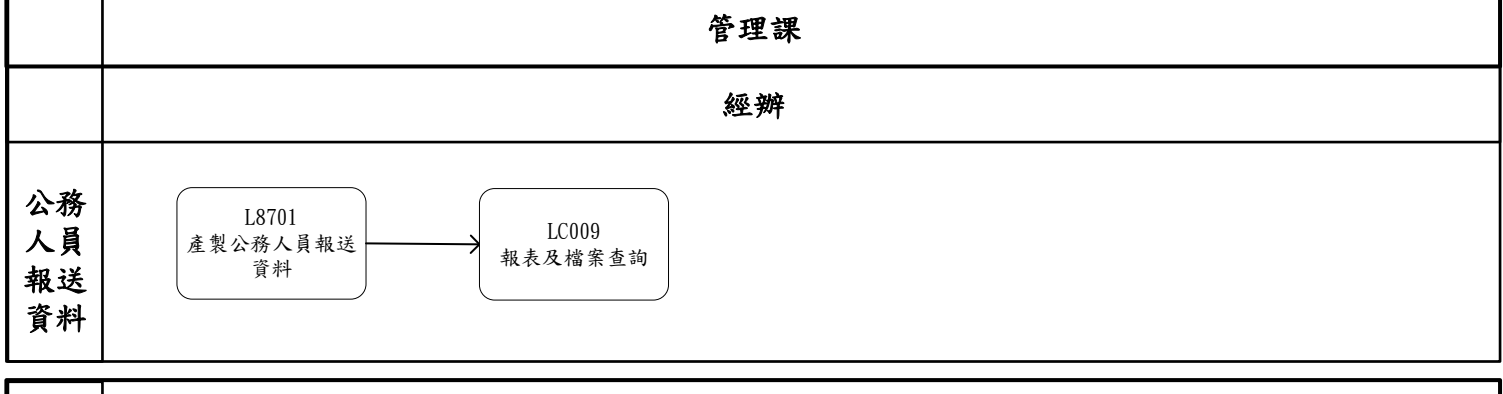 管理課
經辦
公務
人員
報送
資料
L8701
產製公務人員報送
資料
LC009
報表及檔案查詢